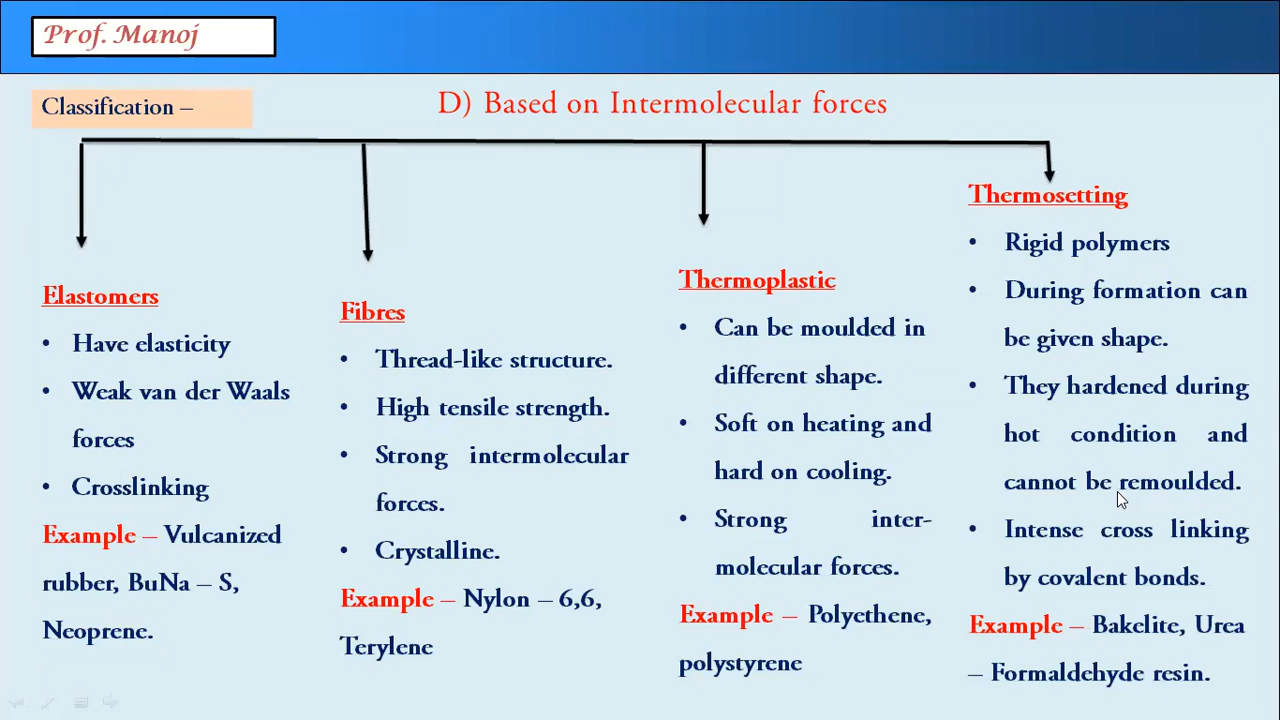 Prof. Manoj
Classification –
D) Based on Intermolecular forces
Elastomers
• Have elasticity
• Weak van der Waals
forces
• Crosslinking
Example – Vulcanized
rubber, BuNa – S,
Neoprene.
Fibres
• Thread-like structure.
• High tensile strength.
• Strong intermolecular
forces.
• Crystalline.
Example – Nylon – 6,6,
Terylene
Thermoplastic
• Can be moulded in
different shape.
• Soft on heating and
hard on cooling.
• Strong inter-
molecular forces.
Example – Polyethene,
polystyrene
Thermosetting
• Rigid polymers
• During formation can
be given shape.
• They hardened during
hot condition and
cannot be remoulded.
• Intense cross linking
by covalent bonds.
Example – Bakelite, Urea
– Formaldehyde resin.